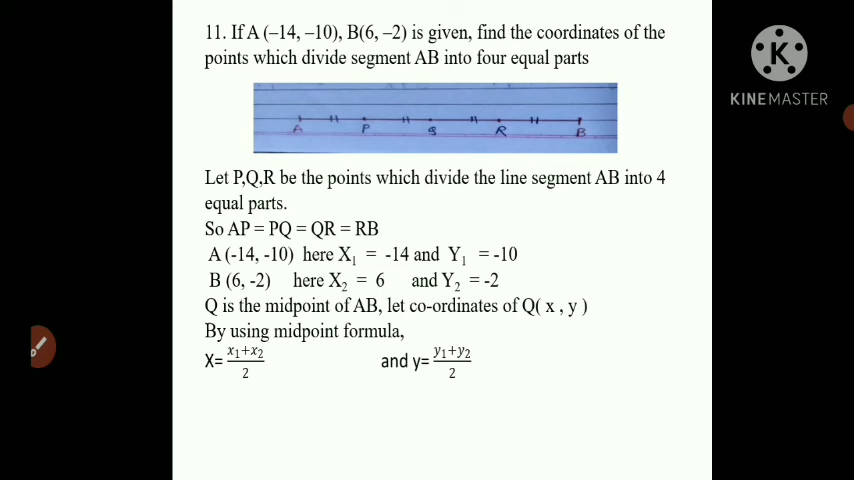 11. If A (–14, –10), B(6, –2) is given, find the coordinates of the
points which divide segment AB into four equal parts
KINEMASTER
A P Q R B
Let P,Q,R be the points which divide the line segment AB into 4
equal parts.
So AP = PQ = QR = RB
A (-14, -10) here X₁ = -14 and Y₁ = -10
B (6, -2) here X₂ = 6 and Y₂ = -2
Q is the midpoint of AB, let co-ordinates of Q( x , y )
By using midpoint formula,
X= (x₁+x₂)/2 and y= (y₁+y₂)/2